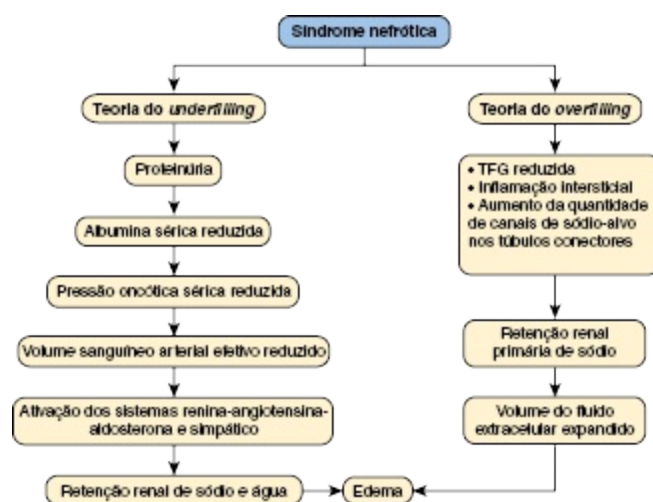 Síndrome nefrótica
Teoria do underfilling
Proteinúria
Albumina sérica reduzida
Pressão oncótica sérica reduzida
Volume sanguíneo arterial efetivo reduzido
Ativação dos sistemas renina-angiotensina-
aldosterona e simpático
Retenção renal de sódio e água
Teoria do overfilling
• TFG reduzida
• Inflamação intersticial
• Aumento da quantidade
de canais de sódio-alvo
nos túbulos conectores
Retenção renal
primária de sódio
Volume do fluido
extracelular expandido
Edema